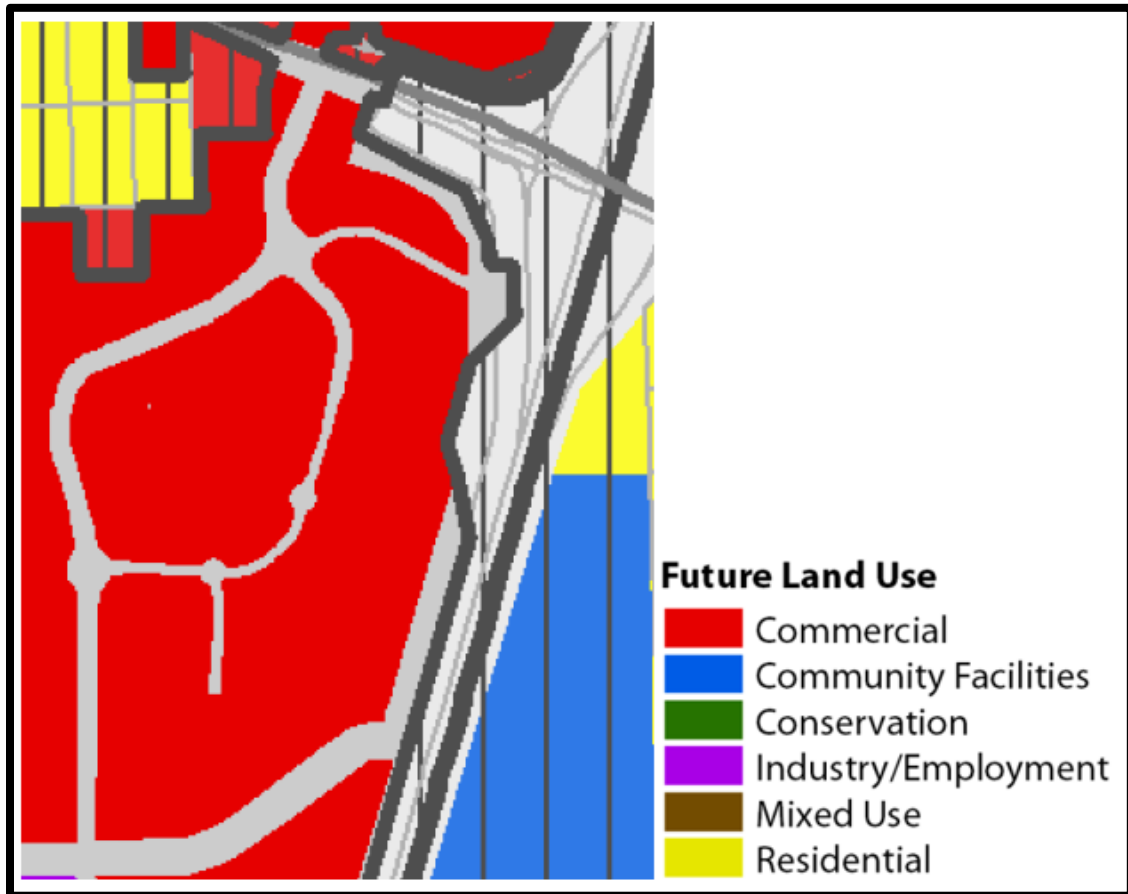 Future Land Use
Commercial
Community Facilities
Conservation
Industry/Employment
Mixed Use
Residential